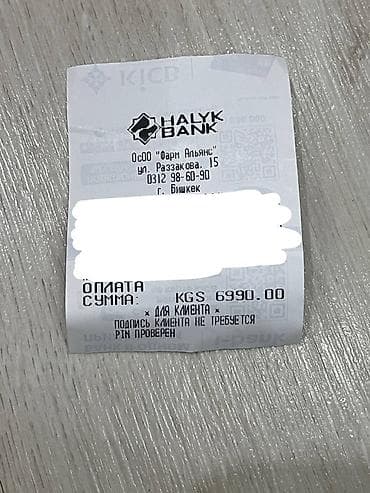 HALYK
BANK
ОсОО "Фарм Альянс"
ул. Раззакова, 15
0312 98-60-90
г. Бишкек
ОПЛАТА
СУММА: KGS 6990.00
× ДЛЯ КЛИЕНТА ×
ПОДПИСЬ КЛИЕНТА НЕ ТРЕБУЕТСЯ
PIN ПРОВЕРЕН